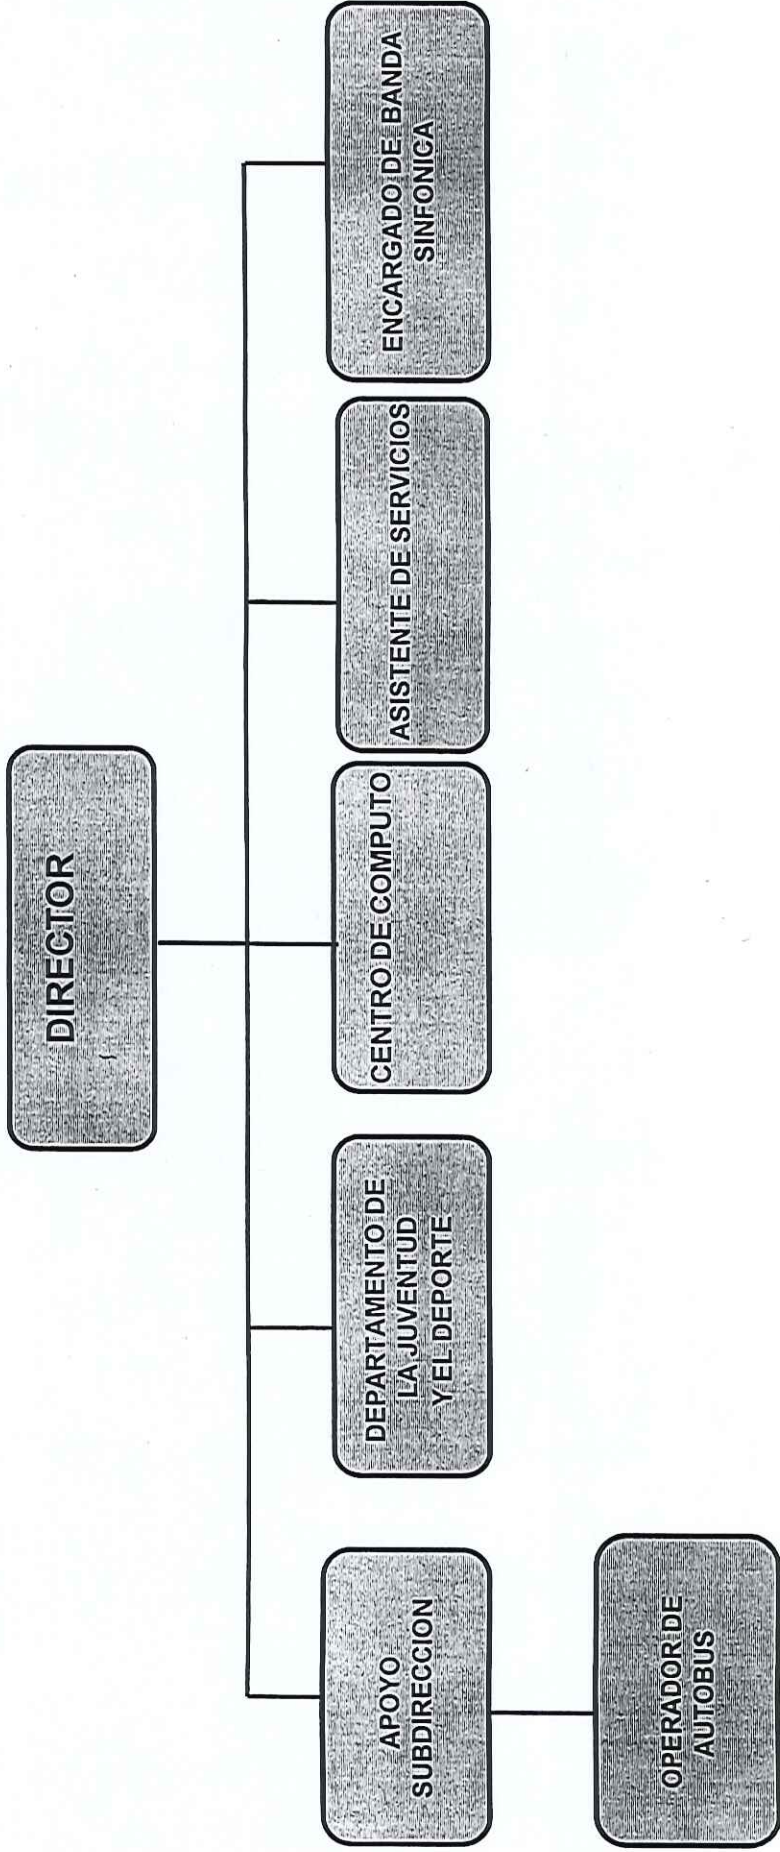 DIRECTOR
APOYO
SUBDIRECCION
DEPARTAMENTO DE
LA JUVENTUD
Y EL DEPORTE
CENTRO DE COMPUTO
ASISTENTE DE SERVICIOS
ENCARGADO DE BANDA
SINFONICA
OPERADOR DE
AUTOBUS